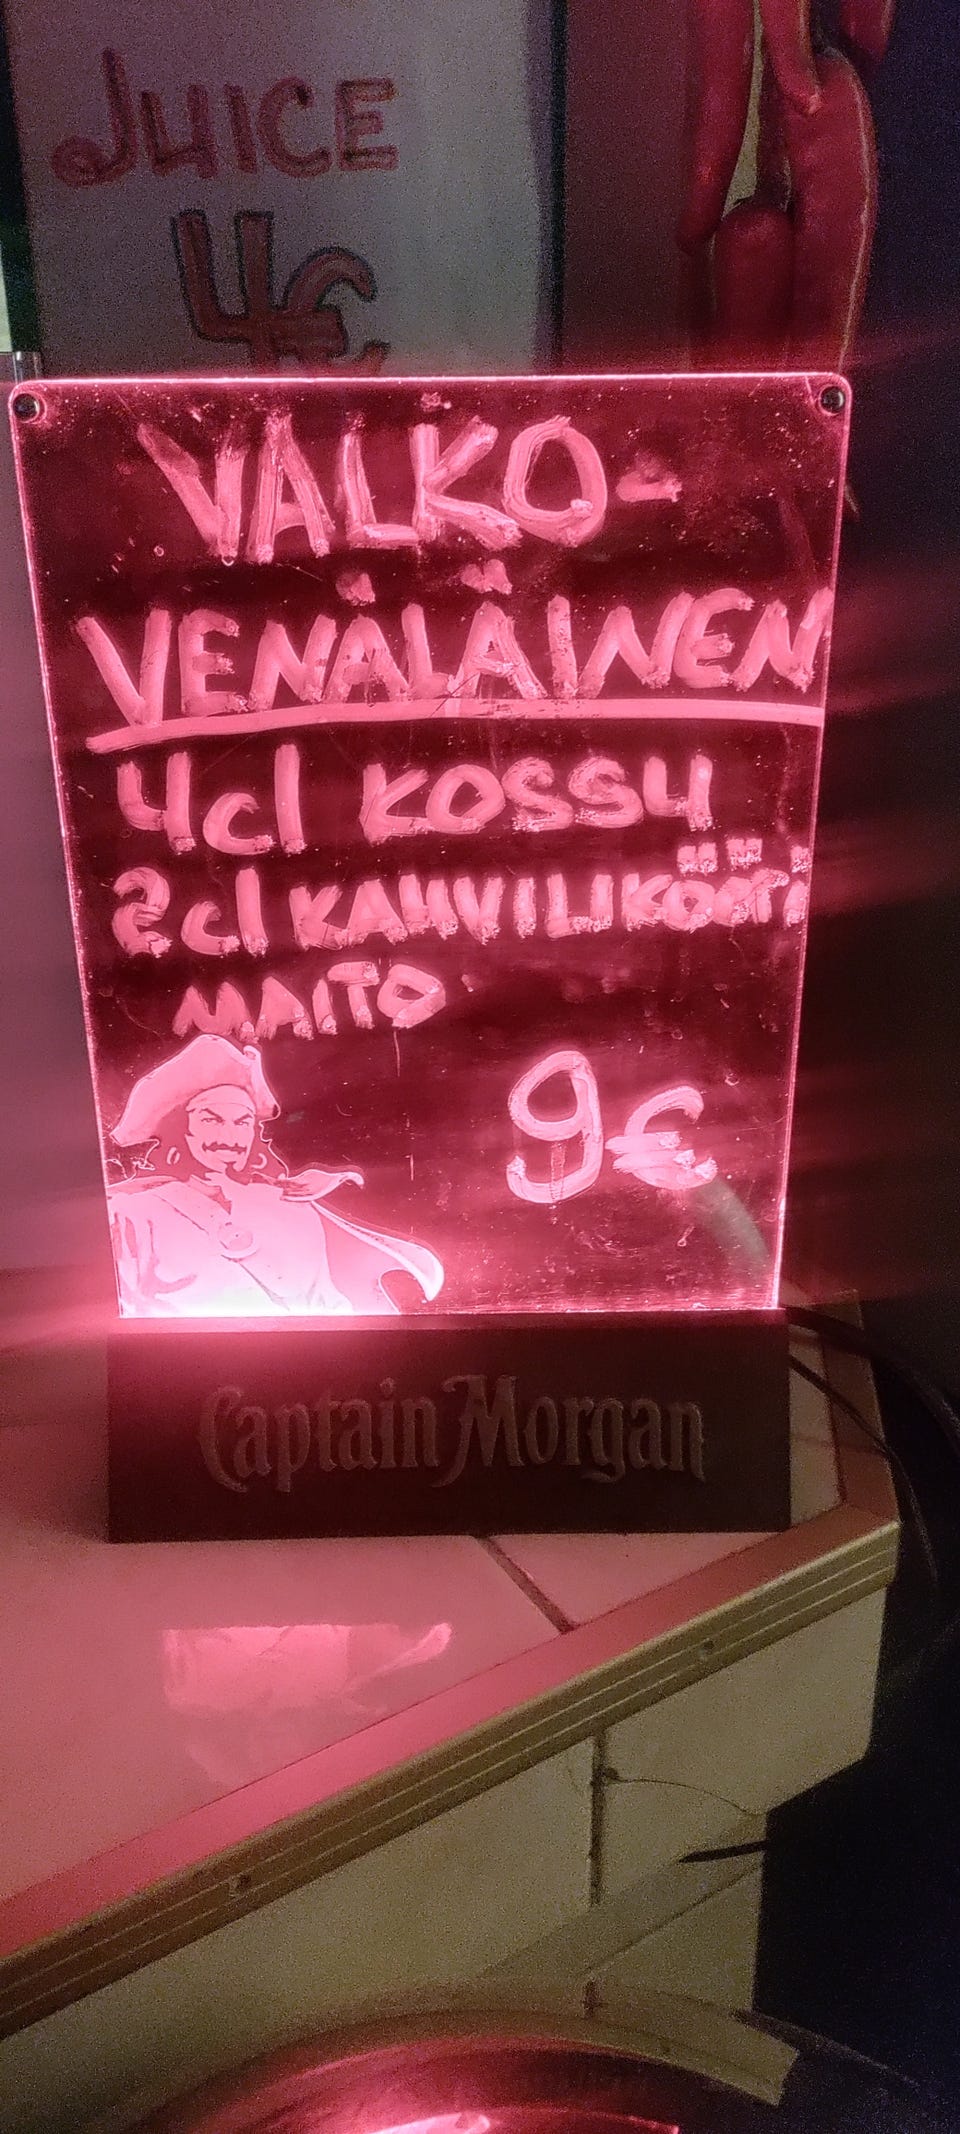 JUICE
4€
VALKO-
VENÄLÄINEN
4cl KOSSU
2cl KAHVILIKÖÖRI
MAITO
9€
Captain Morgan